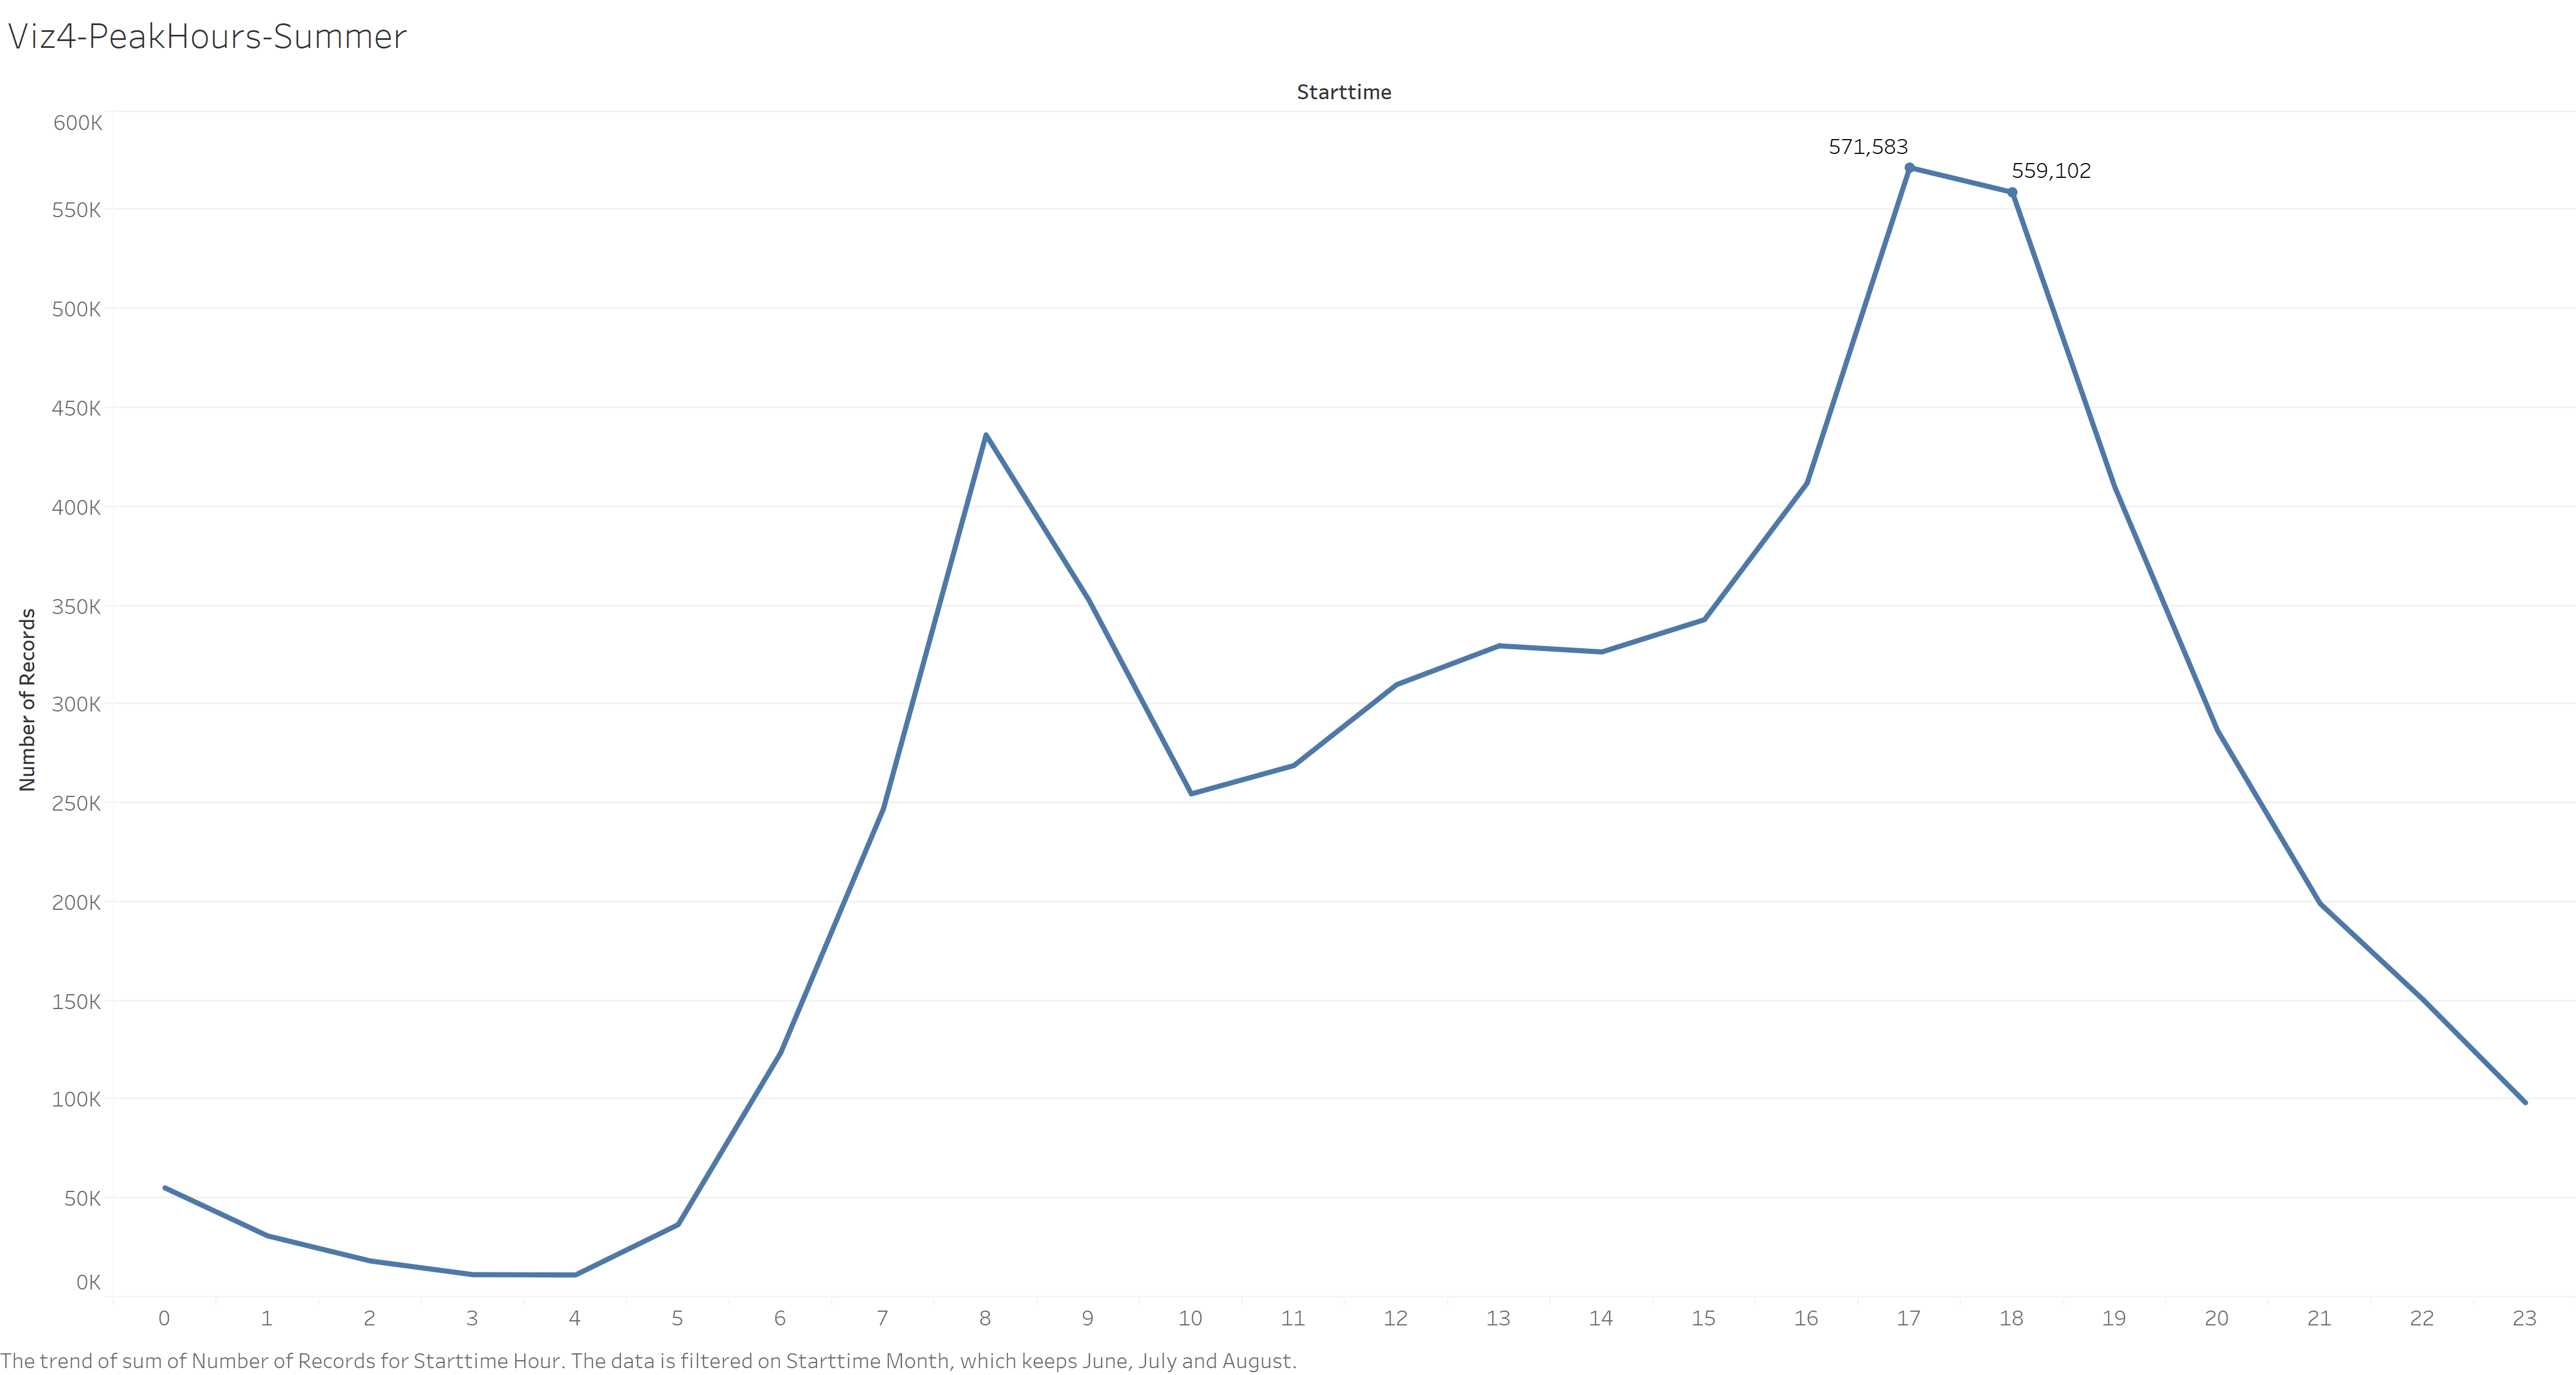 Viz4-PeakHours-Summer
Starttime
600K
571,583
559,102
550K
500K
450K
400K
350K
Number of Records
300K
250K
200K
150K
100K
50K
0K
0 1 2 3 4 5 6 7 8 9 10 11 12 13 14 15 16 17 18 19 20 21 22 23
The trend of sum of Number of Records for Starttime Hour. The data is filtered on Starttime Month, which keeps June, July and August.